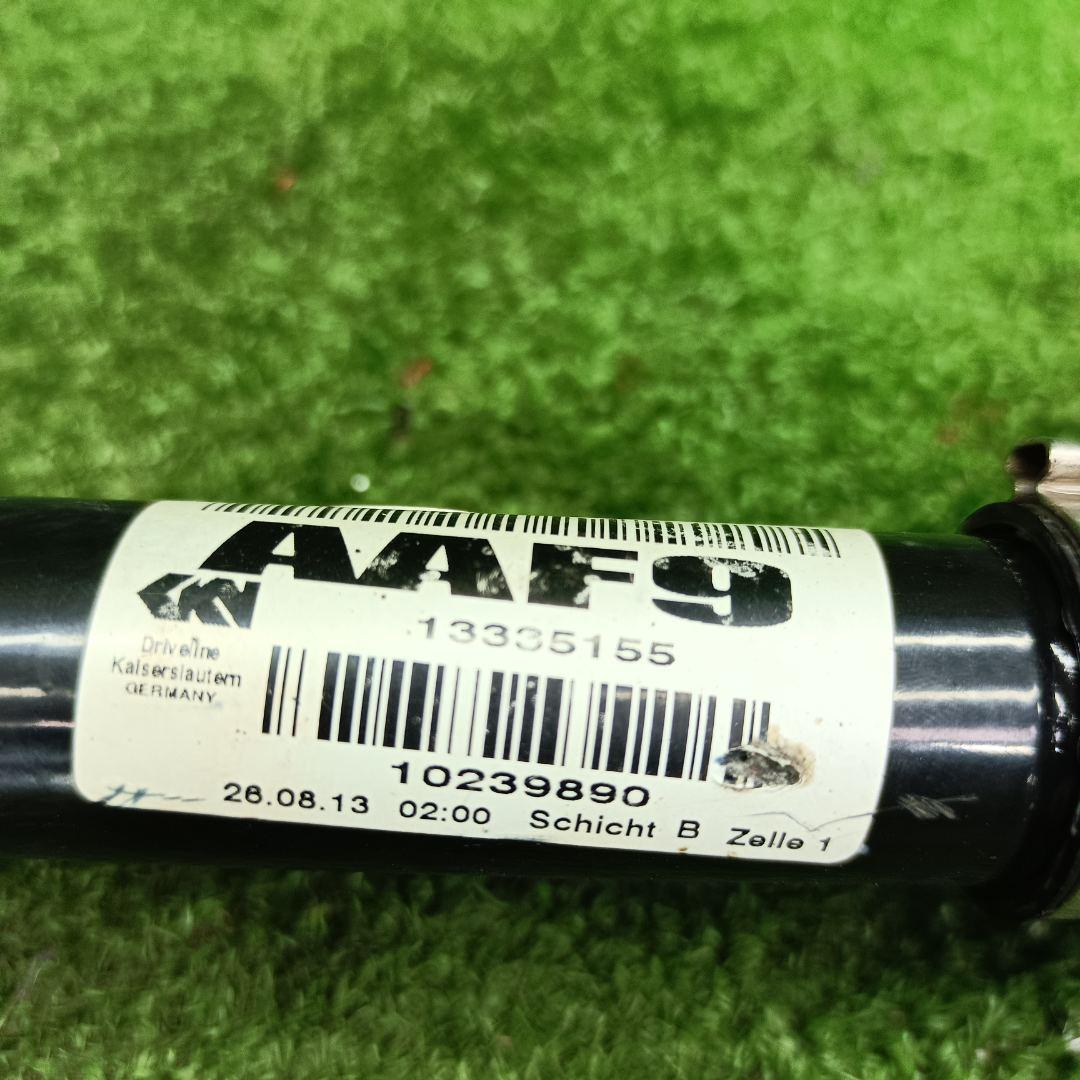 AAF9
13335155
Driveline
Kaiserslautern
GERMANY
10239890
26.08.13 02:00 Schicht B Zelle 1